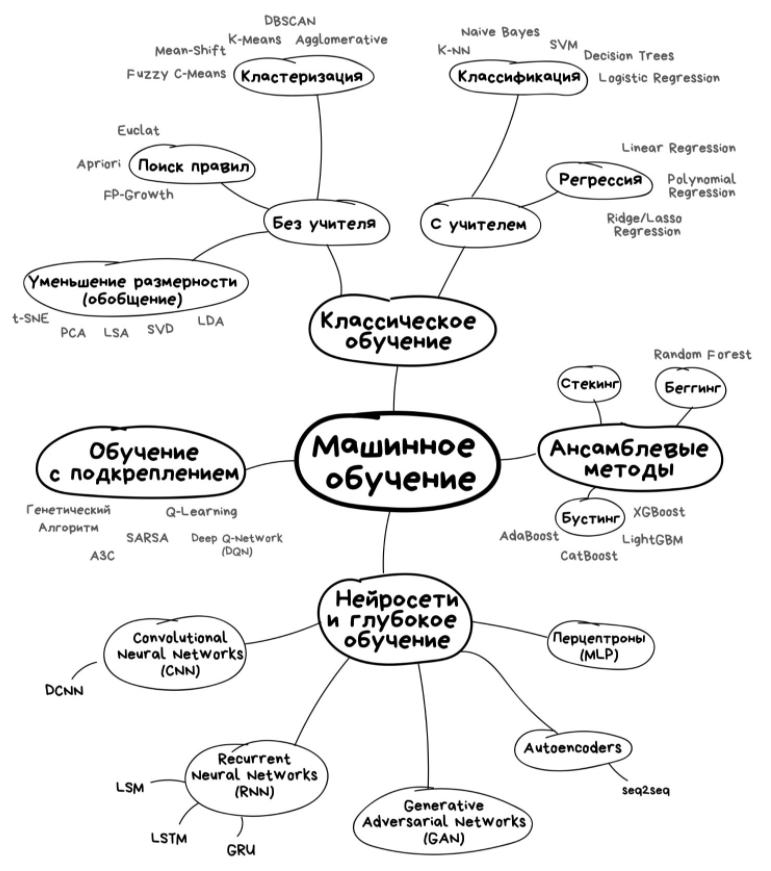 DBSCAN
K-Means Agglomerative
Mean-Shift
Fuzzy C-Means
Кластеризация
Naive Bayes
K-NN
SVM
Decision Trees
Классификация
Logistic Regression
Euclat
Apriori
Поиск правил
FP-Growth
Linear Regression
Регрессия
Polynomial
Regression
Ridge/Lasso
Regression
Без учителя
С учителем
Уменьшение размерности
(обобщение)
t-SNE
PCA
LSA
SVD
LDA
Классическое
обучение
Random Forest
Стекинг
Беггинг
Машинное
обучение
Обучение
с подкреплением
Ансамблевые
методы
Генетический
Алгоритм
Q-Learning
SARSA
Deep Q-Network
(DQN)
A3C
Бустинг
XGBoost
AdaBoost
LightGBM
CatBoost
Нейросети
и глубокое
обучение
Convolutional
Neural Networks
(CNN)
DCNN
Перцептроны
(MLP)
Autoencoders
seq2seq
Recurrent
Neural Networks
(RNN)
LSM
LSTM
GRU
Generative
Adversarial Networks
(GAN)